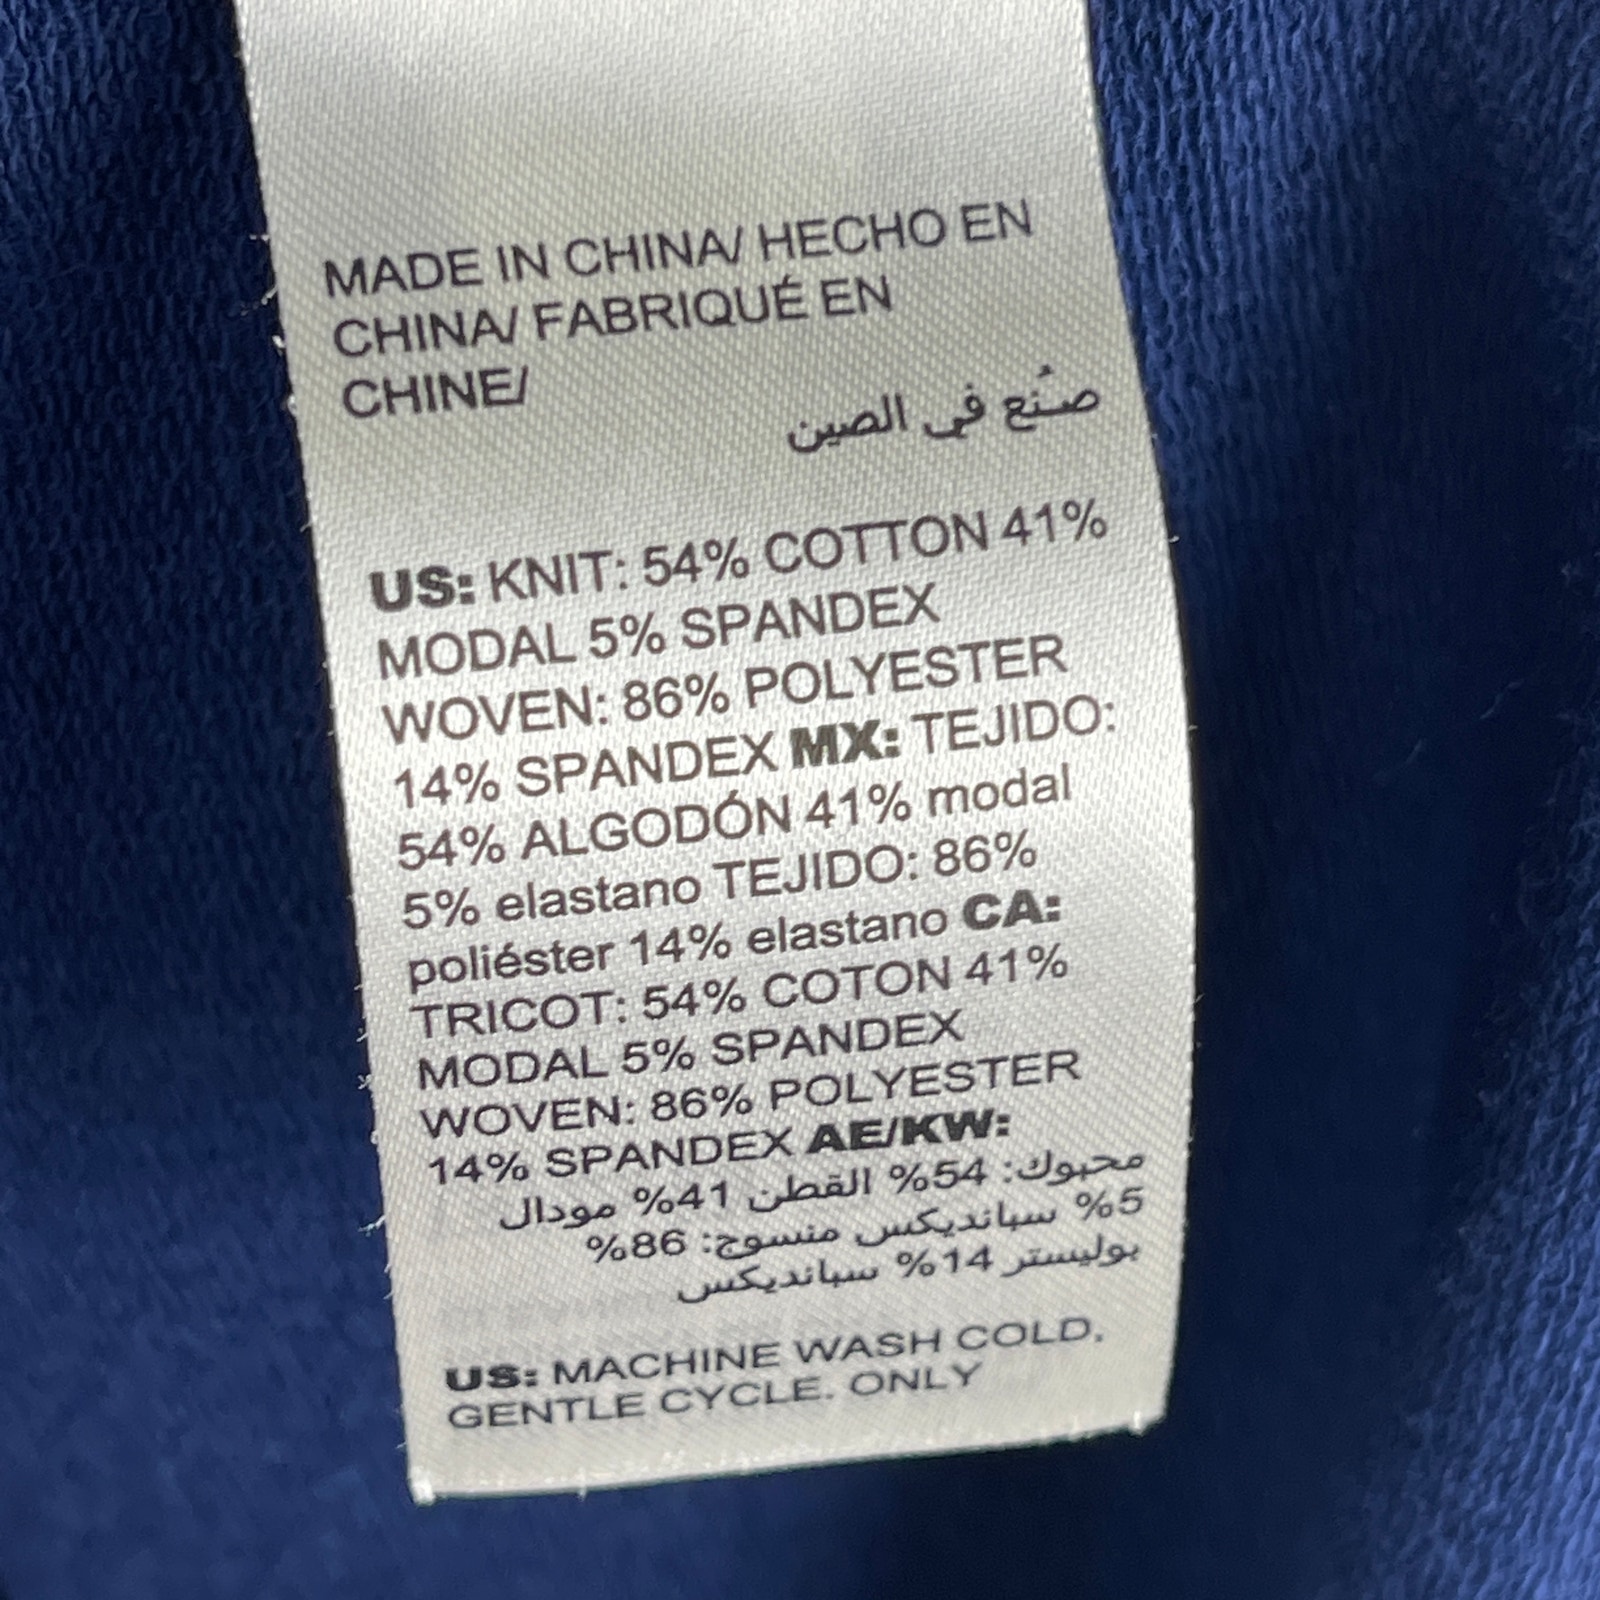 MADE IN CHINA/ HECHO EN
CHINA/ FABRIQUÉ EN
CHINE/
صُنع في الصين
US: KNIT: 54% COTTON 41%
MODAL 5% SPANDEX
WOVEN: 86% POLYESTER
14% SPANDEX MX: TEJIDO:
54% ALGODÓN 41% modal
5% elastano TEJIDO: 86%
poliéster 14% elastano CA:
TRICOT: 54% COTON 41%
MODAL 5% SPANDEX
WOVEN: 86% POLYESTER
14% SPANDEX AE/KW:
محبوك: 54% القطن 41% مودال
5% سبانديكس منسوج: 86%
بوليستر 14% سبانديكس
US: MACHINE WASH COLD,
GENTLE CYCLE. ONLY